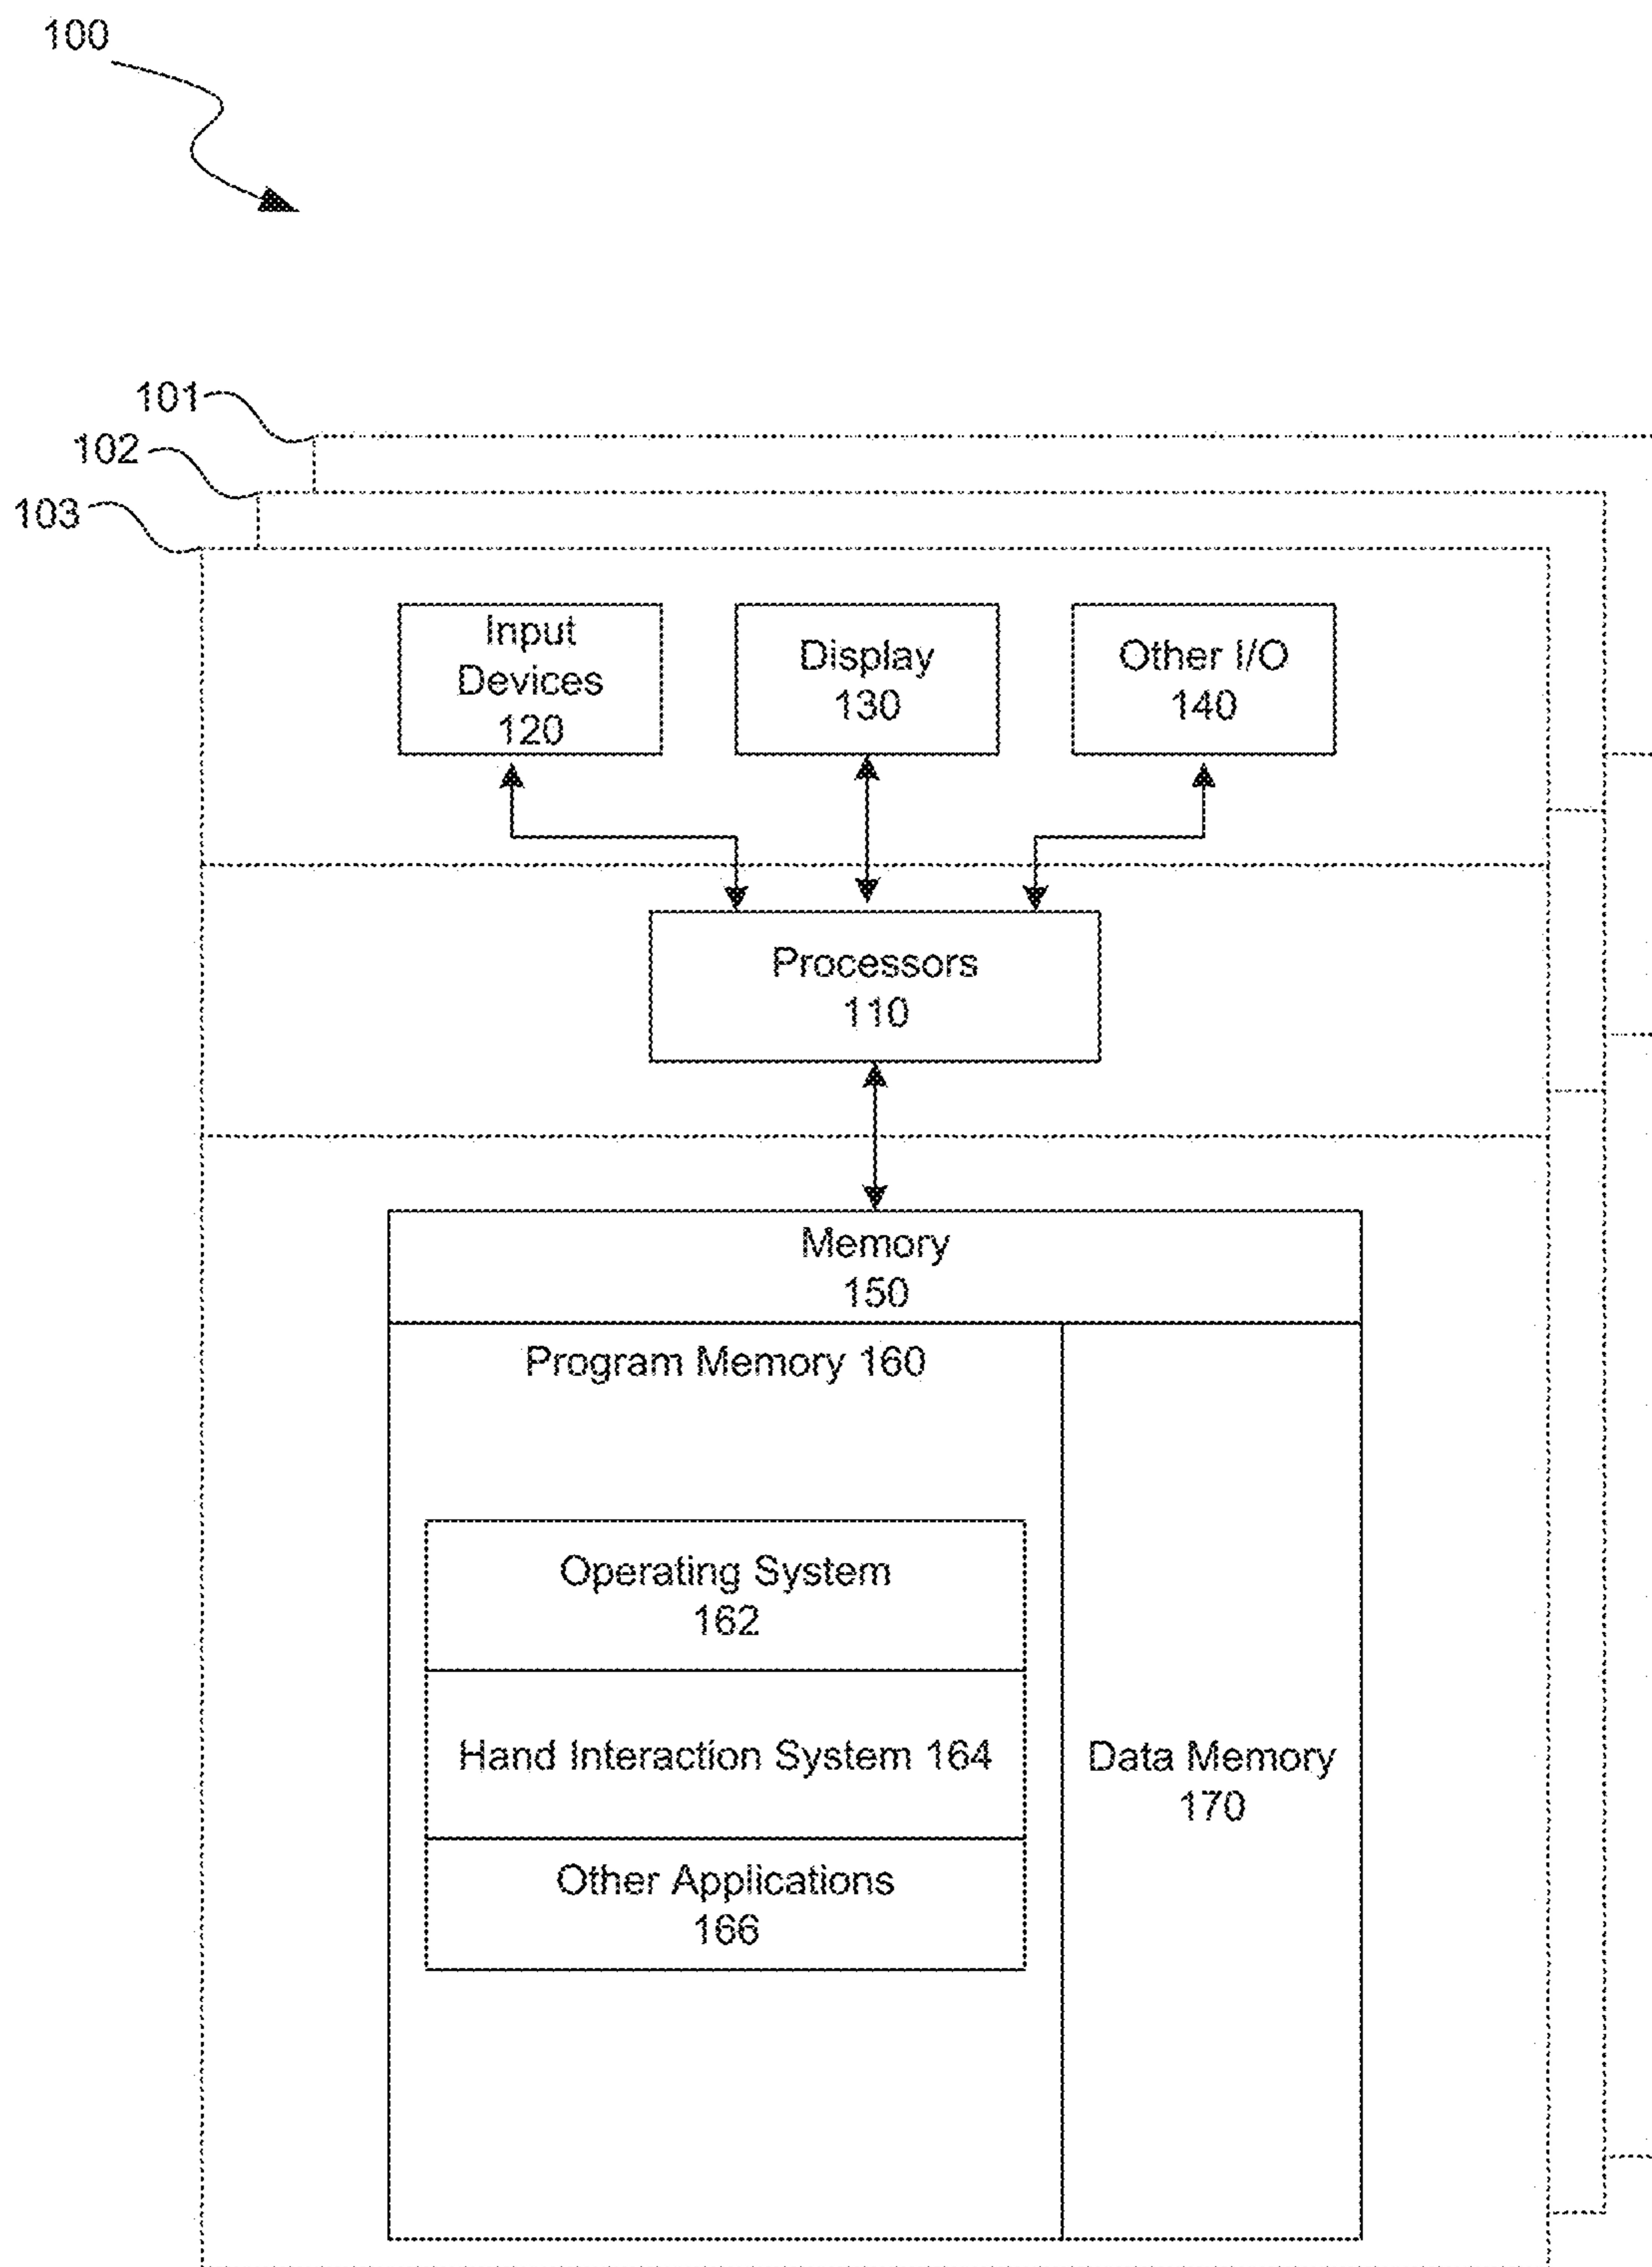 100
101
102
103
Input
Devices
120
Display
130
Other I/O
140
Processors
110
Memory
150
Program Memory 160
Operating System
162
Hand Interaction System 164
Other Applications
166
Data Memory
170